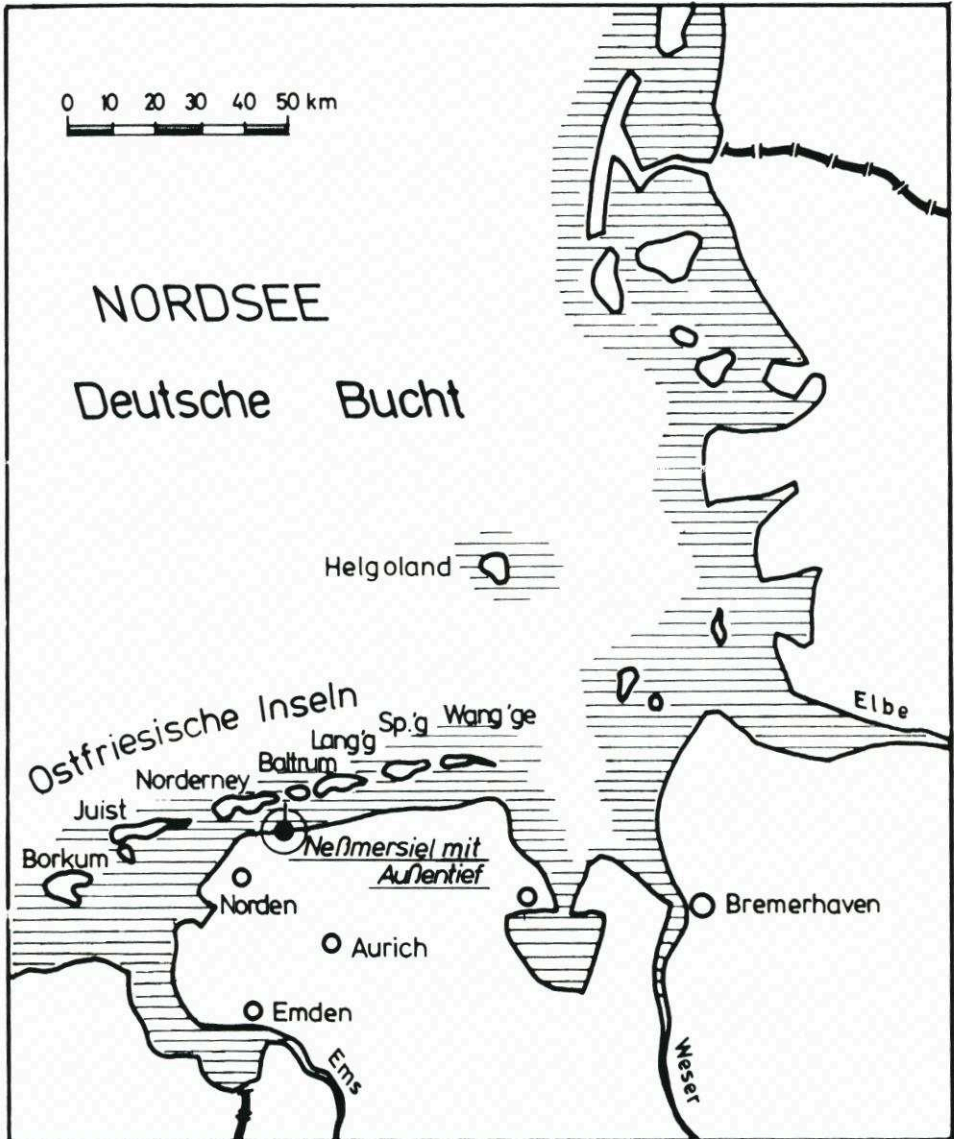 0 10 20 30 40 50 km
NORDSEE
Deutsche Bucht
Helgoland
Elbe
Ostfriesische Inseln
Wang'ge
Sp.'g
Lang'g
Baltrum
Norderney
Juist
Borkum
Neßmersiel mit
Außentief
Norden
Bremerhaven
Aurich
Emden
Ems
Weser